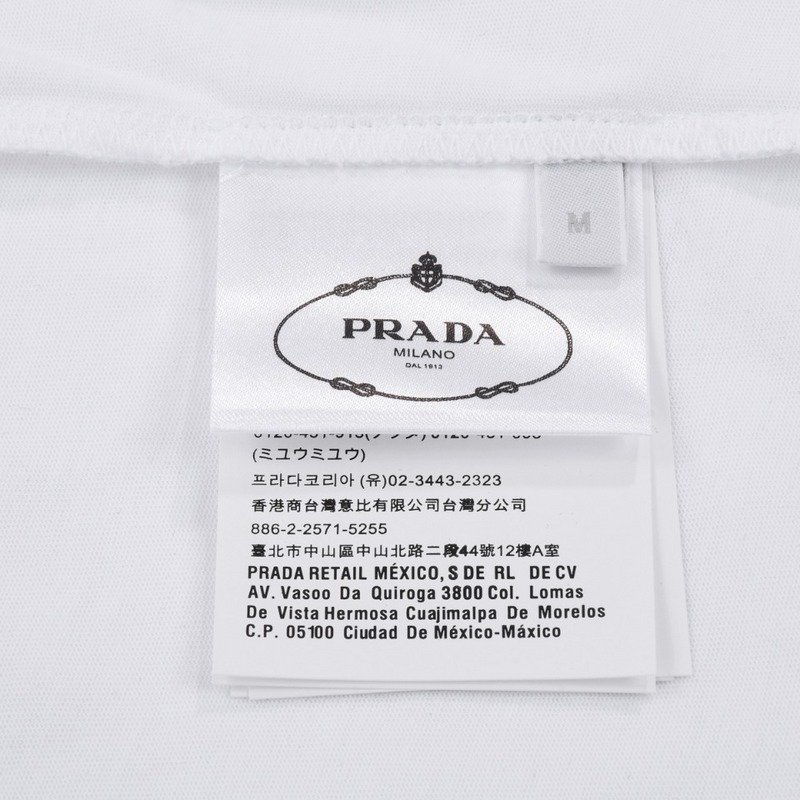 M
PRADA
MILANO
DAL 1913
(ミユウミユウ)
프라다코리아 (유)02-3443-2323
香港商台灣意比有限公司台灣分公司
886-2-2571-5255
臺北市中山區中山北路二段44號12樓A室
PRADA RETAIL MÉXICO, S DE RL DE CV
AV. Vasoo Da Quiroga 3800 Col. Lomas
De Vista Hermosa Cuajimalpa De Morelos
C.P. 05100 Ciudad De México-Máxico